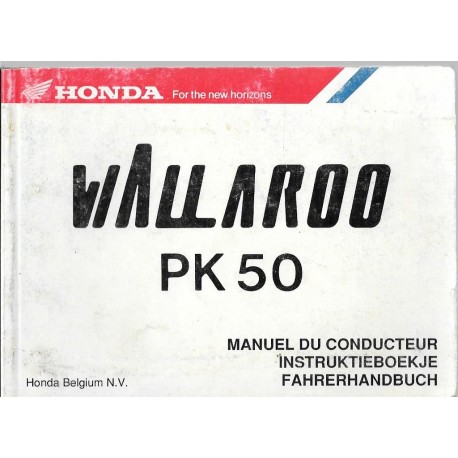 HONDA For the new horizons
WALLAROO
PK 50
MANUEL DU CONDUCTEUR
INSTRUKTIEBOEKJE
FAHRERHANDBUCH
Honda Belgium N.V.